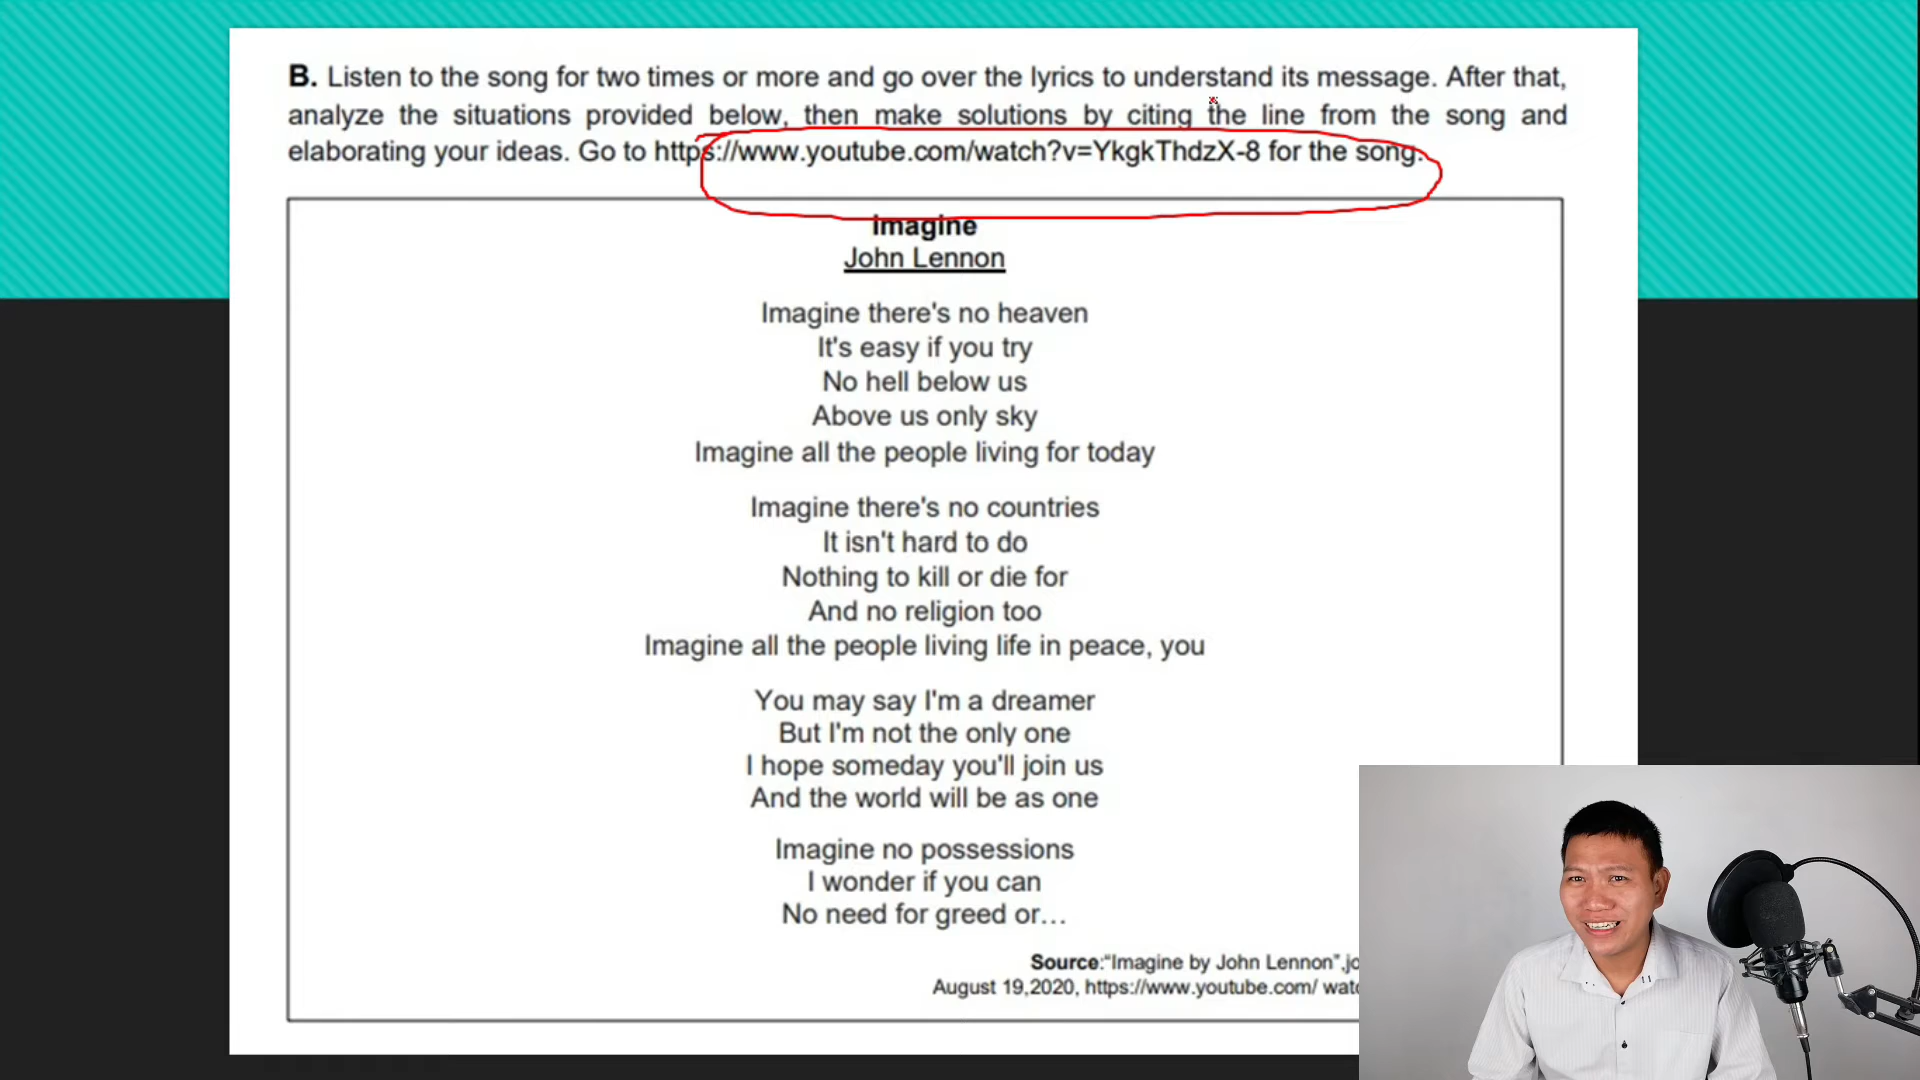 B. Listen to the song for two times or more and go over the lyrics to understand its message. After that,
analyze the situations provided below, then make solutions by citing the line from the song and
elaborating your ideas. Go to https://www.youtube.com/watch?v=YkgkThdzX-8 for the song.
Imagine
John Lennon
Imagine there's no heaven
It's easy if you try
No hell below us
Above us only sky
Imagine all the people living for today
Imagine there's no countries
It isn't hard to do
Nothing to kill or die for
And no religion too
Imagine all the people living life in peace, you
You may say I'm a dreamer
But I'm not the only one
I hope someday you'll join us
And the world will be as one
Imagine no possessions
I wonder if you can
No need for greed or…
Source:“Imagine by John Lennon”,jo
August 19,2020, https://www.youtube.com/ watc